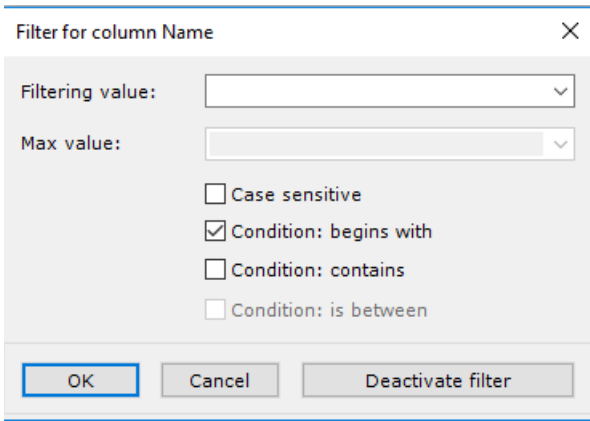 Filter for column Name
Filtering value:
Max value:
Case sensitive
Condition: begins with
Condition: contains
Condition: is between
OK Cancel Deactivate filter